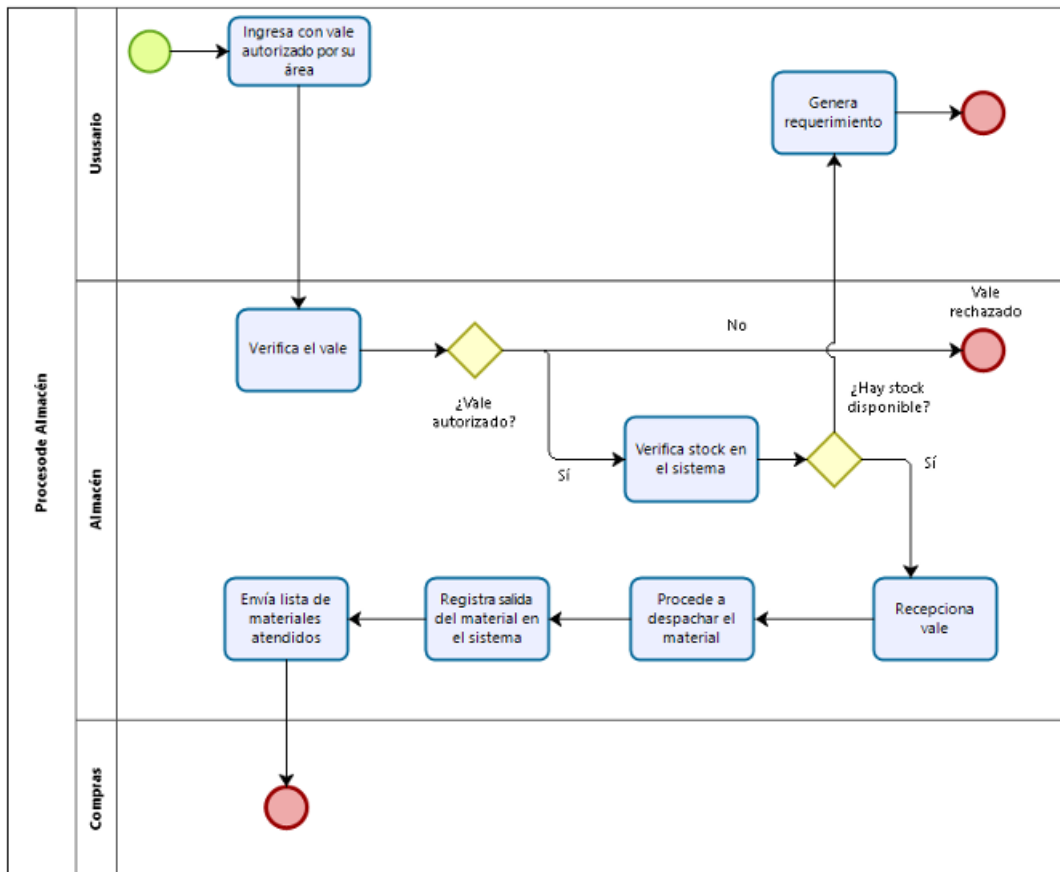 Procesode Almacén
Ususario
Ingresa con vale
autorizado por su
área
Genera
requerimiento
Almacén
Verifica el vale
¿Vale
autorizado?
No
Vale
rechazado
Sí
Verifica stock en
el sistema
¿Hay stock
disponible?
Sí
Envía lista de
materiales
atendidos
Registra salida
del material en
el sistema
Procede a
despachar el
material
Recepciona
vale
Compras